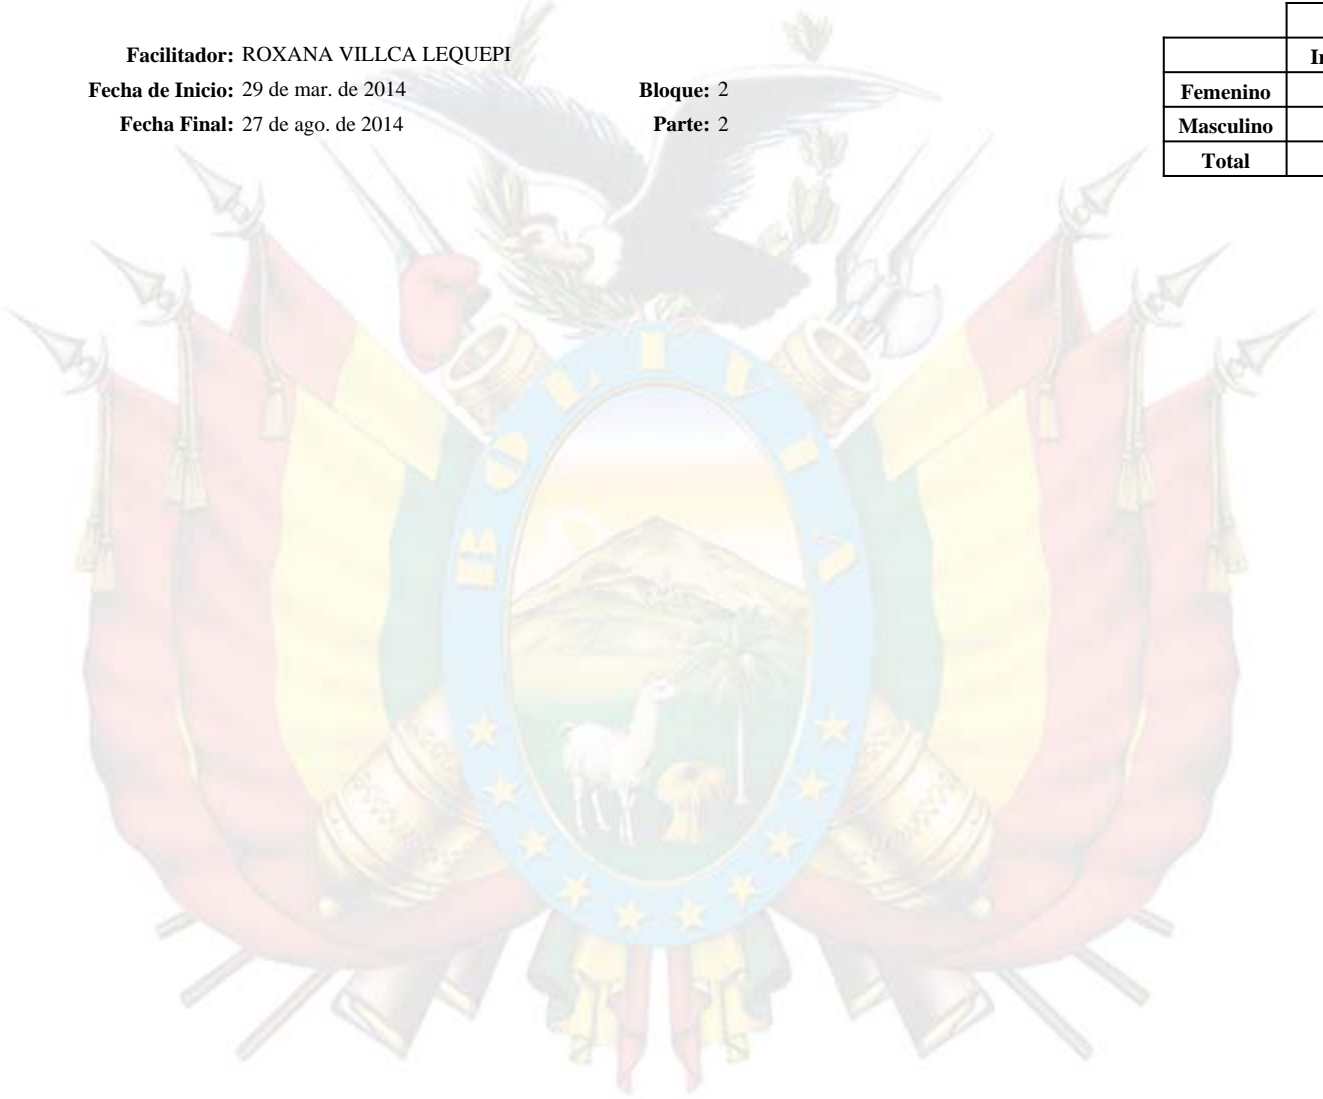 Facilitador: ROXANA VILLCA LEQUEPI
Fecha de Inicio: 29 de mar. de 2014 Bloque: 2
Fecha Final: 27 de ago. de 2014 Parte: 2
Femenino
Masculino
Total
BOLIVIA